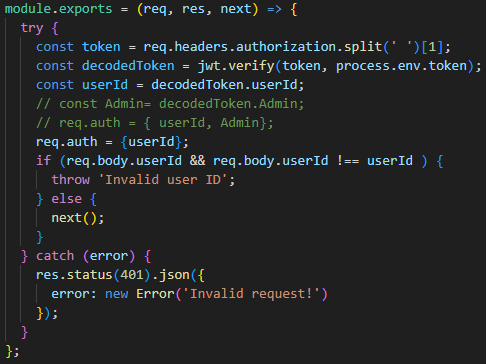 module.exports = (req, res, next) => {
try {
const token = req.headers.authorization.split(' ')[1];
const decodedToken = jwt.verify(token, process.env.token);
const userId = decodedToken.userId;
// const Admin= decodedToken.Admin;
// req.auth = { userId, Admin};
req.auth = {userId};
if (req.body.userId && req.body.userId !== userId ) {
throw 'Invalid user ID';
} else {
next();
}
} catch (error) {
res.status(401).json({
error: new Error('Invalid request!')
});
}
};